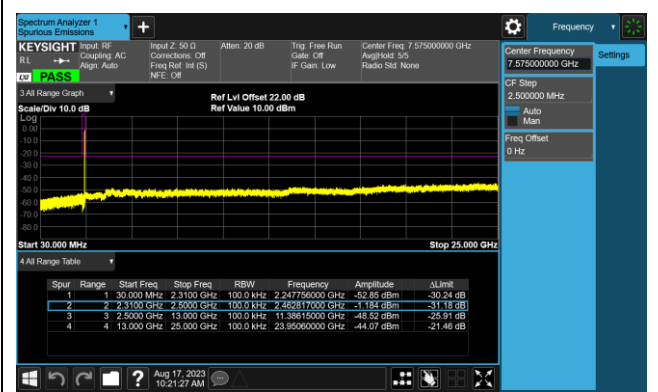 Spectrum Analyzer 1
Spurious Emissions
Frequency
KEYSIGHT Input: RF Input Z: 50 Ω Atten: 20 dB Trig: Free Run Center Freq: 7.575000000 GHz
RL Coupling: AC Corrections: Off Gate: Off Avg|Hold: 5/5
Align: Auto Freq Ref: Int (S) IF Gain: Low Radio Std: None
LXI PASS NFE: Off
Center Frequency
7.575000000 GHz
Settings
CF Step
2.500000 MHz
Auto
Man
Freq Offset
0 Hz
3 All Range Graph
Ref Lvl Offset 22.00 dB
Scale/Div 10.0 dB Ref Value 10.00 dBm
Log
0.00
-10.0
-20.0
-30.0
-40.0
-50.0
-60.0
-70.0
-80.0
Start 30.000 MHz Stop 25.000 GHz
4 All Range Table
Spur Range Start Freq Stop Freq RBW Frequency Amplitude ΔLimit
1 1 30.000 MHz 2.3100 GHz 100.0 kHz 2.247756000 GHz -52.85 dBm -30.24 dB
2 2 2.3100 GHz 2.5000 GHz 100.0 kHz 2.462817000 GHz -1.184 dBm -31.18 dB
3 3 2.5000 GHz 13.000 GHz 100.0 kHz 11.38615000 GHz -48.52 dBm -25.91 dB
4 4 13.000 GHz 25.000 GHz 100.0 kHz 23.95060000 GHz -44.07 dBm -21.46 dB
Aug 17, 2023
10:21:27 AM